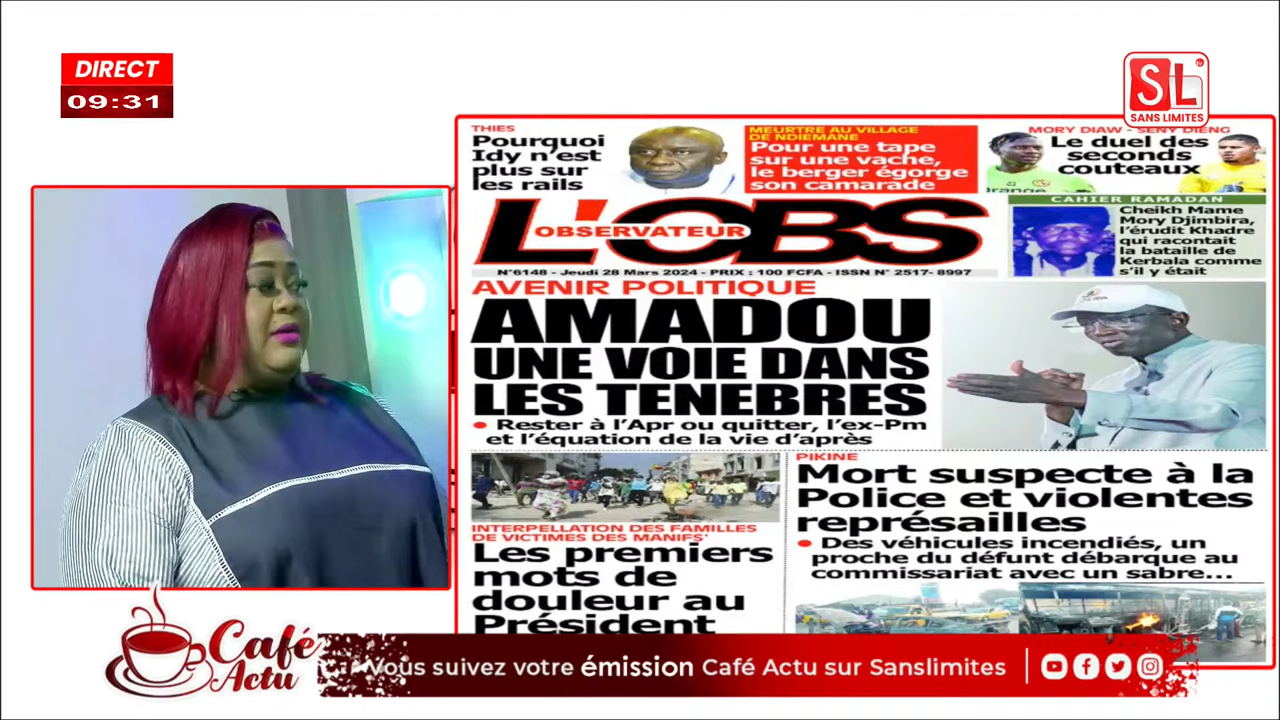 DIRECT
09:31
SL
tv
SANS LIMITES
THIES
Pourquoi
Idy n'est
plus sur
les rails
MEURTRE AU VILLAGE
DE NDIEMANE
Pour une tape
sur une vache,
le berger égorge
son camarade
MORY DIAW - SENY DIENG
Le duel des
seconds
couteaux
L'OBS
OBSERVATEUR
N°6148 - Jeudi 28 Mars 2024 - PRIX : 100 FCFA - ISSN N° 2517- 8997
CAHIER RAMADAN
Cheikh Mame
Mory Djimbira,
l'érudit Khadre
qui racontait
la bataille de
Kerbala comme
s'il y était
AVENIR POLITIQUE
AMADOU
UNE VOIE DANS
LES TENEBRES
• Rester à l'Apr ou quitter, l'ex-Pm
et l'équation de la vie d'après
INTERPELLATION DES FAMILLES
DE VICTIMES DES MANIFS'
Les premiers
mots de
douleur au
Président
PIKINE
Mort suspecte à la
Police et violentes
représailles
• Des véhicules incendiés, un
proche du défunt débarque au
commissariat avec un sabre...
Café
Actu
Vous suivez votre émission Café Actu sur Sanslimites